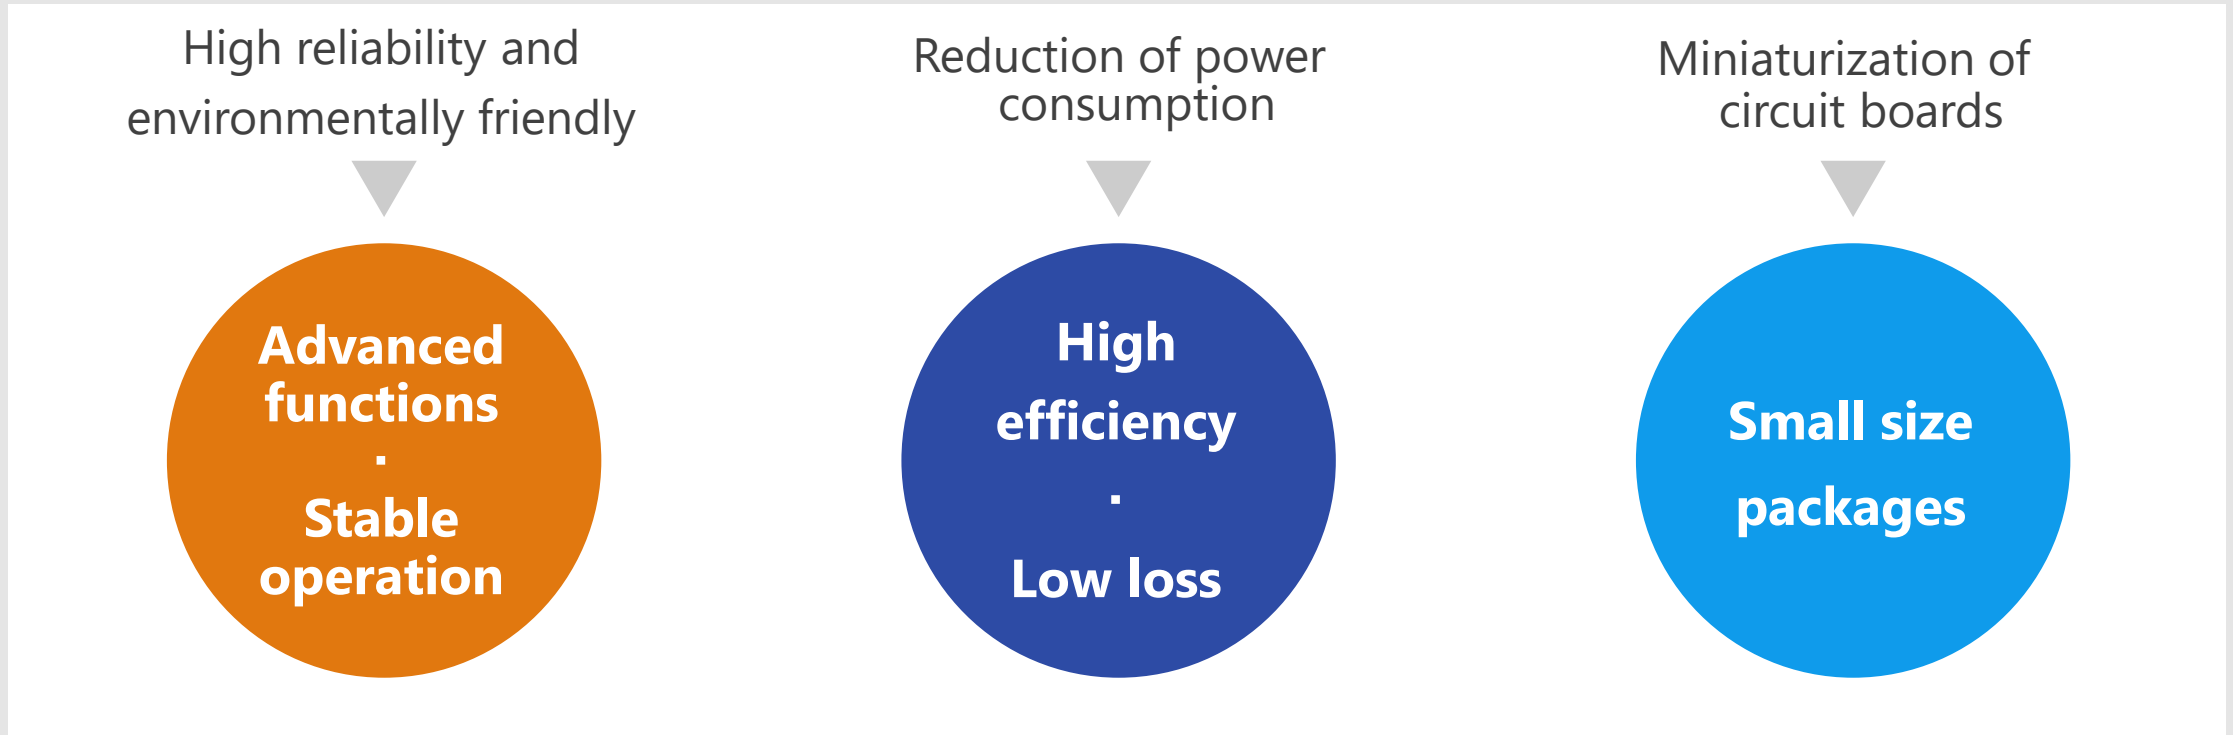 High reliability and
environmentally friendly
Advanced
functions
·
Stable
operation
Reduction of power
consumption
High
efficiency
·
Low loss
Miniaturization of
circuit boards
Small size
packages